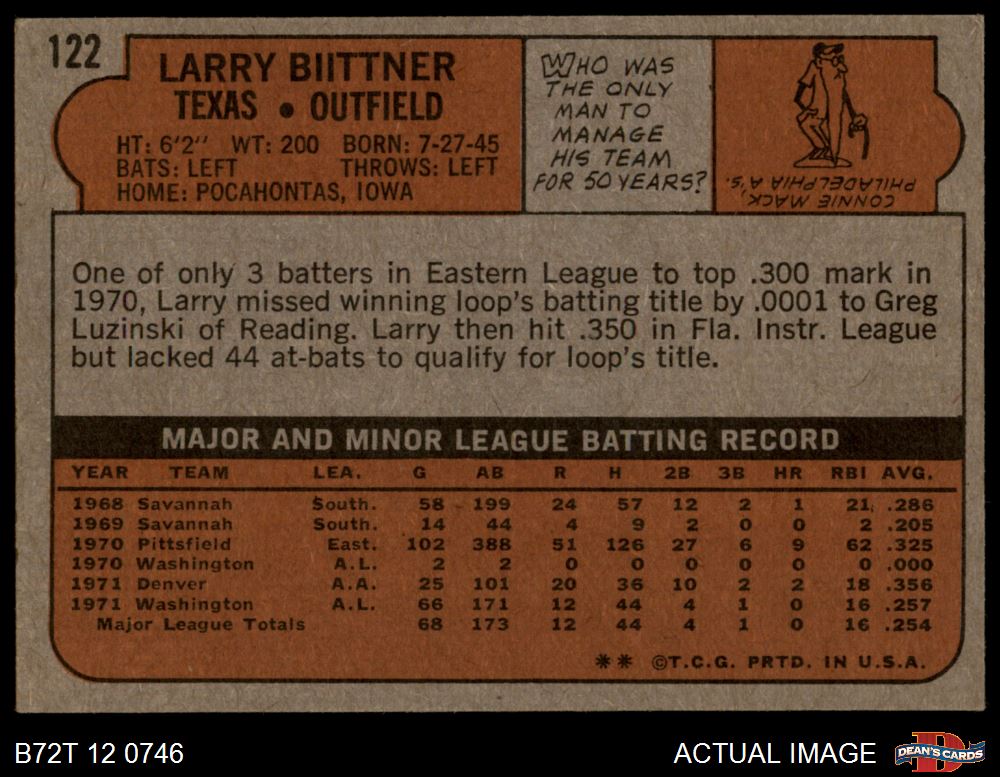 122
LARRY BIITTNER
TEXAS • OUTFIELD
HT: 6'2" WT: 200 BORN: 7-27-45
BATS: LEFT THROWS: LEFT
HOME: POCAHONTAS, IOWA
WHO WAS
THE ONLY
MAN TO
MANAGE
HIS TEAM
FOR 50 YEARS?
CONNIE MACK,
PHILADELPHIA A'S.
One of only 3 batters in Eastern League to top .300 mark in
1970, Larry missed winning loop's batting title by .0001 to Greg
Luzinski of Reading. Larry then hit .350 in Fla. Instr. League
but lacked 44 at-bats to qualify for loop's title.
MAJOR AND MINOR LEAGUE BATTING RECORD
YEAR TEAM LEA. G AB R H 2B 3B HR RBI AVG.
1968 Savannah South. 58 199 24 57 12 2 1 21 .286
1969 Savannah South. 14 44 4 9 2 0 0 2 .205
1970 Pittsfield East. 102 388 51 126 27 6 9 62 .325
1970 Washington A.L. 2 2 0 0 0 0 0 0 .000
1971 Denver A.A. 25 101 20 36 10 2 2 18 .356
1971 Washington A.L. 66 171 12 44 4 1 0 16 .257
Major League Totals 68 173 12 44 4 1 0 16 .254
** ©T.C.G. PRTD. IN U.S.A.
B72T 12 0746
ACTUAL IMAGE
DEAN'S CARDS